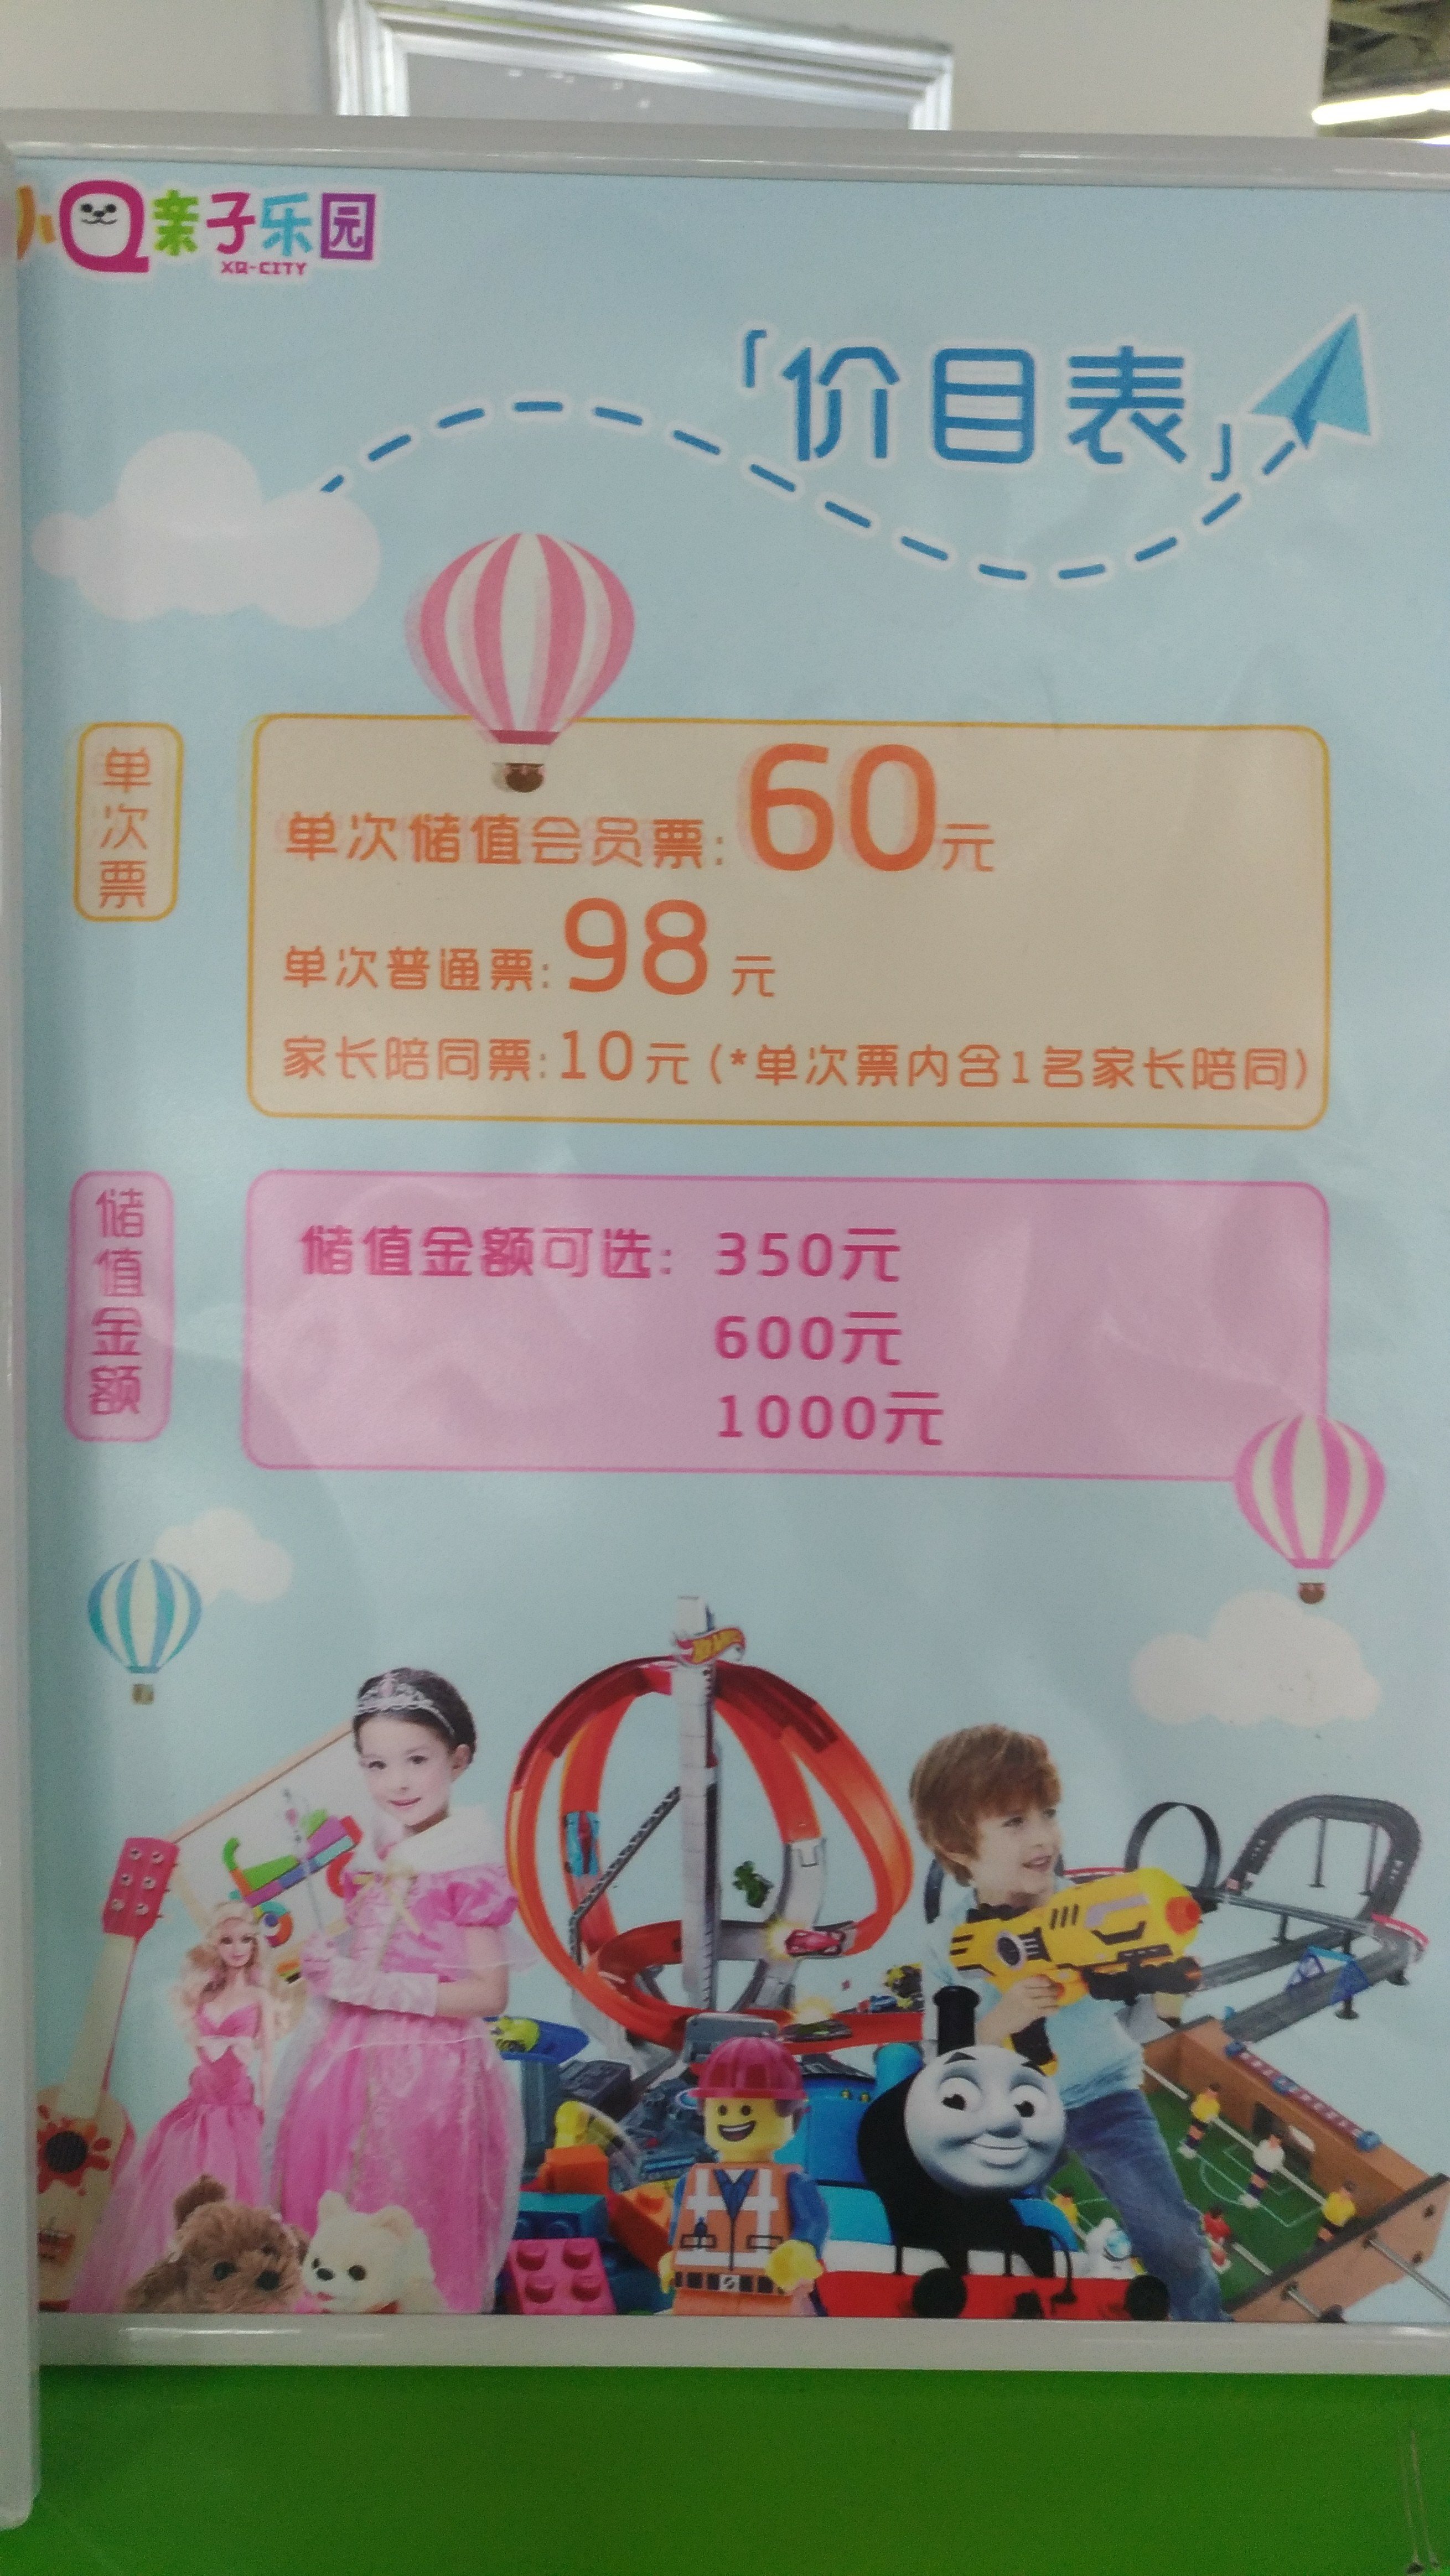 小Q亲子乐园
XQ-CITY
「价目表」
单次票
单次储值会员票:60元
单次普通票:98元
家长陪同票:10元(*单次票内含1名家长陪同)
储值金额
储值金额可选:350元
600元
1000元